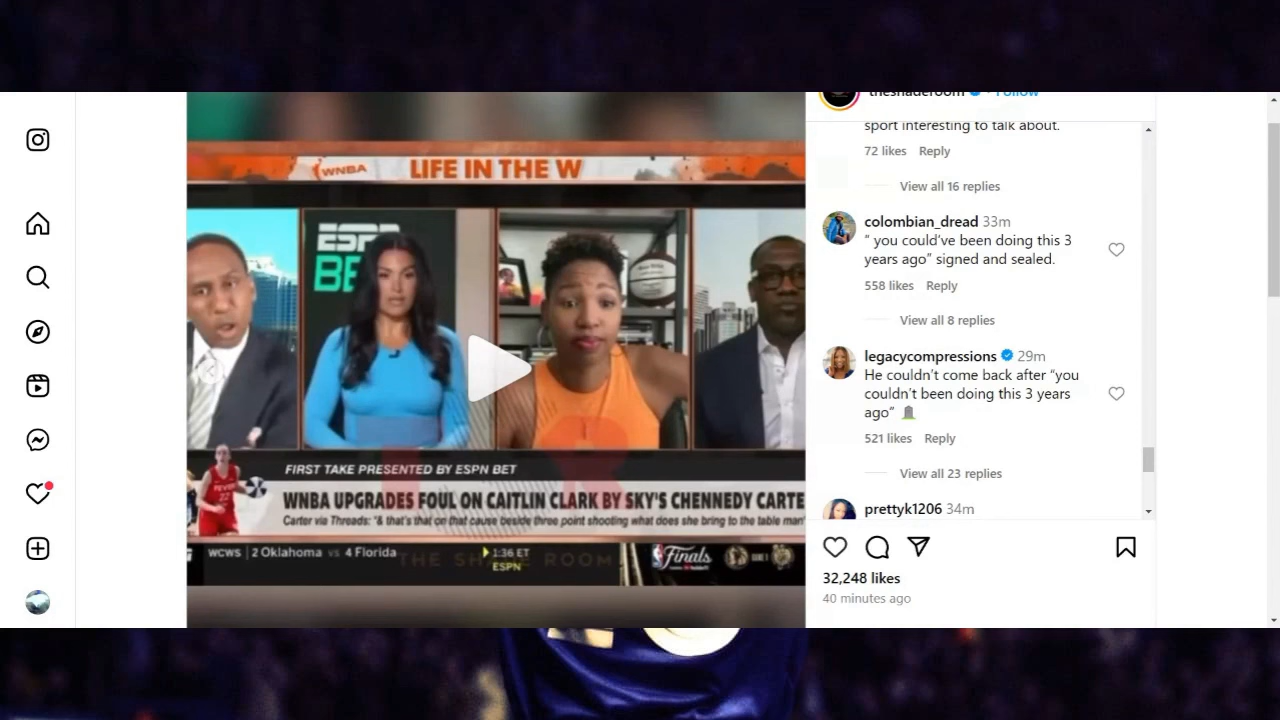 theshaderoom • Follow
sport interesting to talk about.
72 likes Reply
View all 16 replies
colombian_dread 33m
“ you could’ve been doing this 3
years ago” signed and sealed.
558 likes Reply
View all 8 replies
legacycompressions 29m
He couldn’t come back after “you
couldn’t been doing this 3 years
ago”
521 likes Reply
View all 23 replies
prettyk1206 34m
32,248 likes
40 minutes ago
WNBA LIFE IN THE W
ESPN
BE
FIRST TAKE PRESENTED BY ESPN BET
WNBA UPGRADES FOUL ON CAITLIN CLARK BY SKY'S CHENNEDY CARTE
Carter via Threads: "& that's that on that cause beside three point shooting what does she bring to the table man"
WCWS 2 Oklahoma vs 4 Florida 1:36 ET
ESPN
Finals
THE SHADE ROOM
FEVER
22